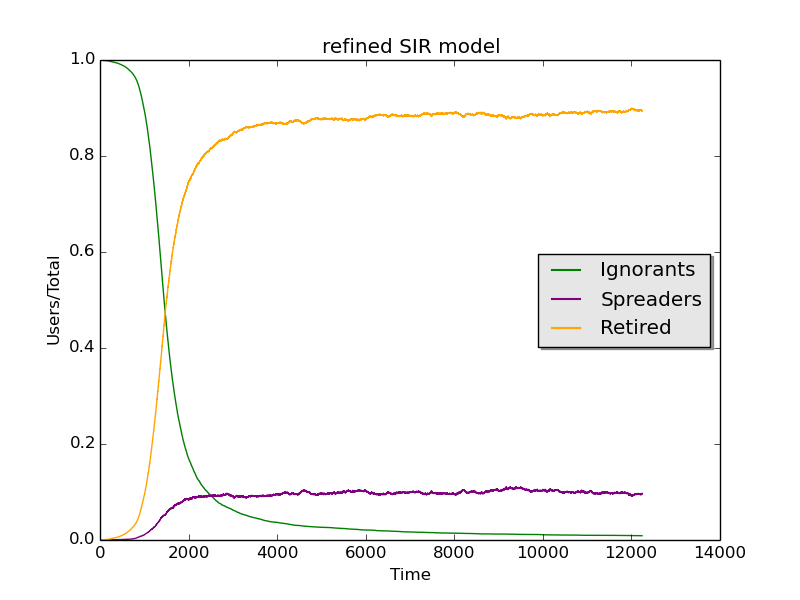 refined SIR model
1.0
0.8
0.6
0.4
0.2
0.0
Users/Total
Ignorants
Spreaders
Retired
0 2000 4000 6000 8000 10000 12000 14000
Time